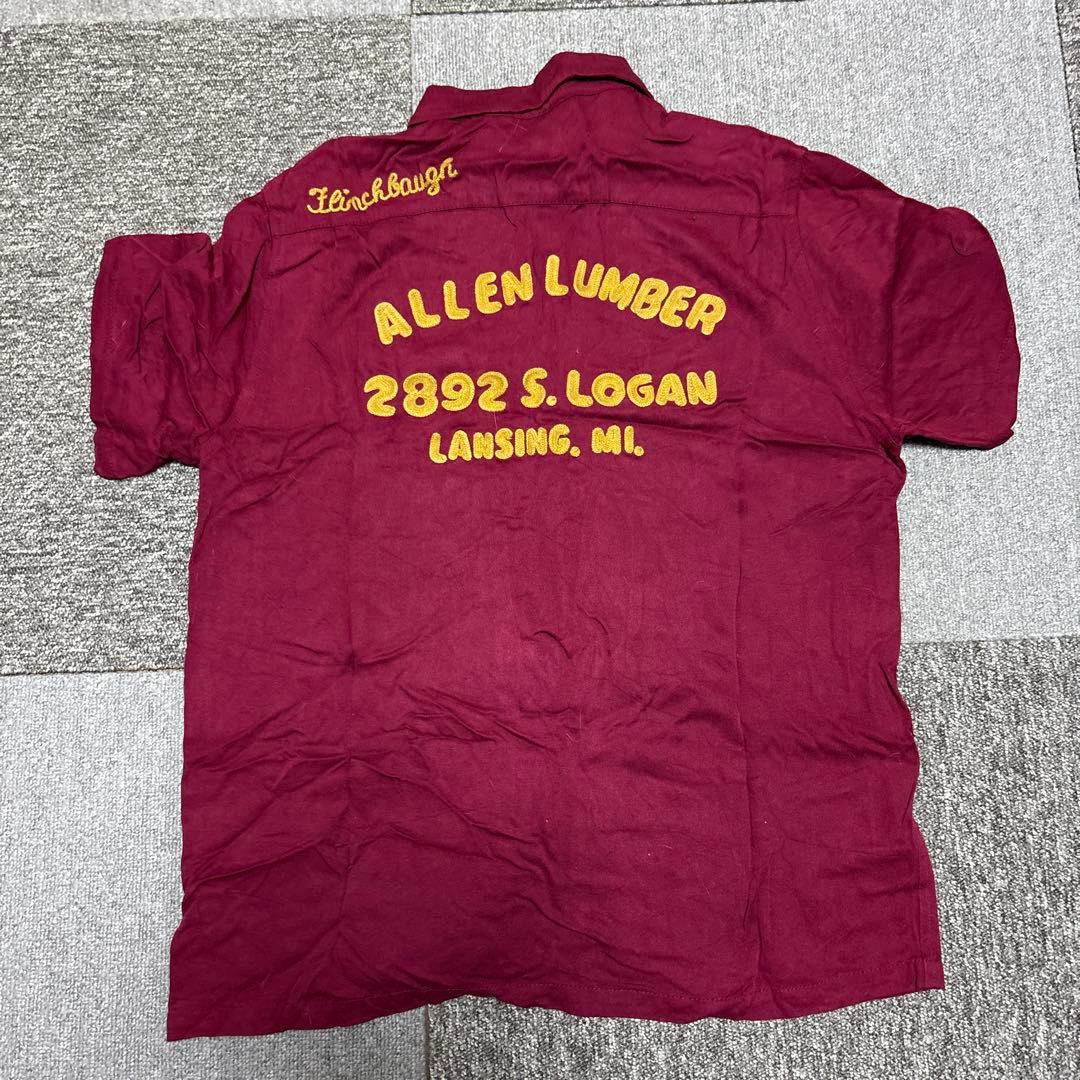 Flinchbaugh
ALLEN LUMBER
2892 S. LOGAN
LANSING, MI.